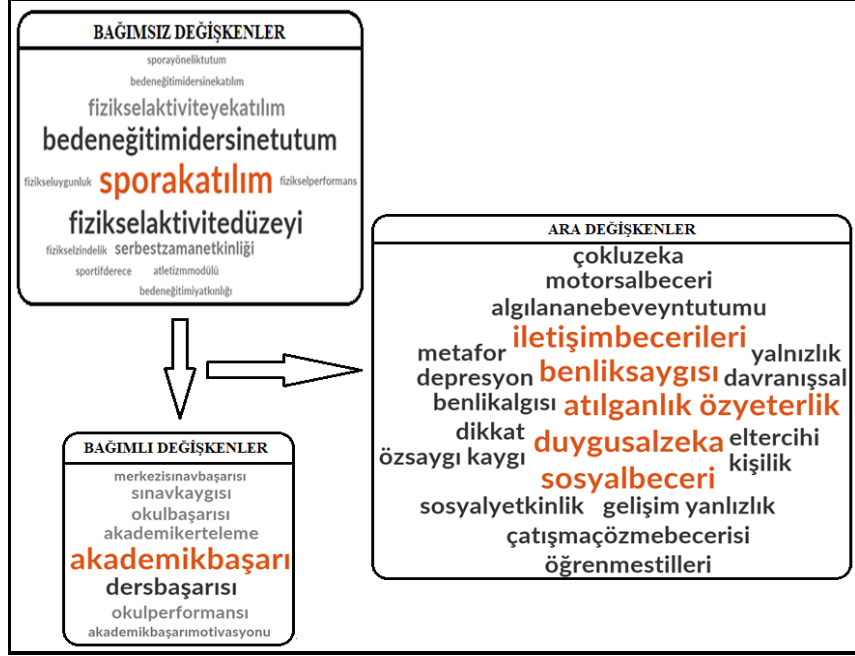 BAĞIMSIZ DEĞİŞKENLER
sporayöneliktutum
bedeneğitimidersinekatılım
fizikselaktiviteyekatılım
bedeneğitimidersinetutum
fizikseluygunluk sporakatılım fizikselperformans
fizikselaktivitedüzeyi
fizikselzindelik serbestzamanetkinliği
sportifderece atletizmmodülü
bedeneğitimiyatkınlığı
ARA DEĞİŞKENLER
çokluzeka
motorsalbeceri
algılananebeveyntutumu
iletişimbecerileri
metafor yalnızlık
depresyon benliksaygısı davranışsal
benlikalgısı atılganlık özyeterlik
dikkat duygusalzeka eltercihi
özsaygı kaygı kişilik
sosyalbeceri
sosyalyetkinlik gelişim yanlızlık
çatışmaçözmebecerisi
öğrenmestilleri
BAĞIMLI DEĞİŞKENLER
merkezisınavbaşarısı
sınavkaygısı
okulbaşarısı
akademikerteleme
akademikbaşarı
dersbaşarısı
okulperformansı
akademikbaşarımotivasyonu